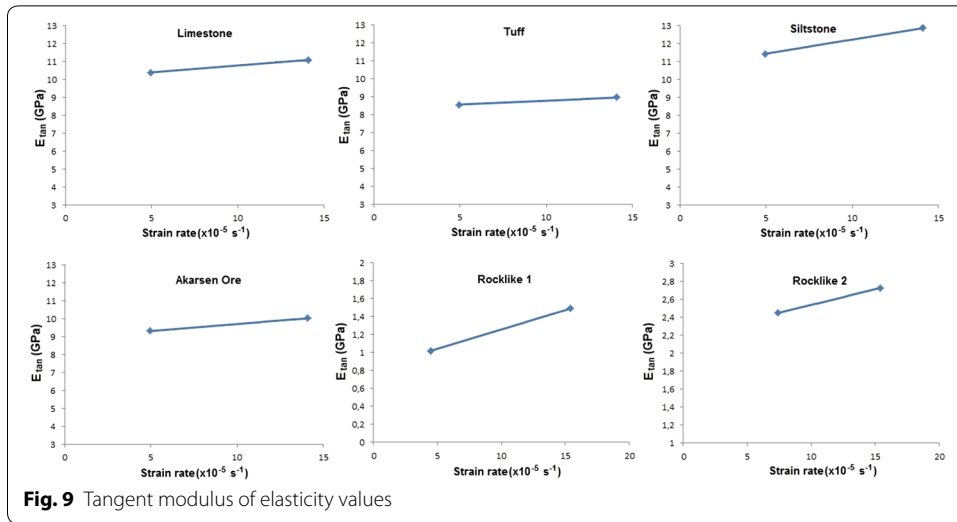 Limestone
E tan (GPa)
13
12
11
10
9
8
7
6
5
4
3
0 5 10 15
Strain rate(x10⁻⁵ s⁻¹)
Tuff
E tan (GPa)
13
12
11
10
9
8
7
6
5
4
3
0 5 10 15
Strain rate(x10⁻⁵ s⁻¹)
Siltstone
E tan (GPa)
13
12
11
10
9
8
7
6
5
4
3
0 5 10 15
Strain rate(x10⁻⁵ s⁻¹)
Akarsen Ore
E tan (GPa)
13
12
11
10
9
8
7
6
5
4
3
0 5 10 15
Strain rate(x10⁻⁵ s⁻¹)
Rocklike 1
E tan (GPa)
2
1,8
1,6
1,4
1,2
1
0,8
0,6
0,4
0,2
0
0 5 10 15 20
Strain rate(x10⁻⁵ s⁻¹)
Rocklike 2
E tan (GPa)
3
2,8
2,6
2,4
2,2
2
1,8
1,6
1,4
1,2
1
0 5 10 15 20
Strain rate(x10⁻⁵ s⁻¹)
Fig. 9 Tangent modulus of elasticity values